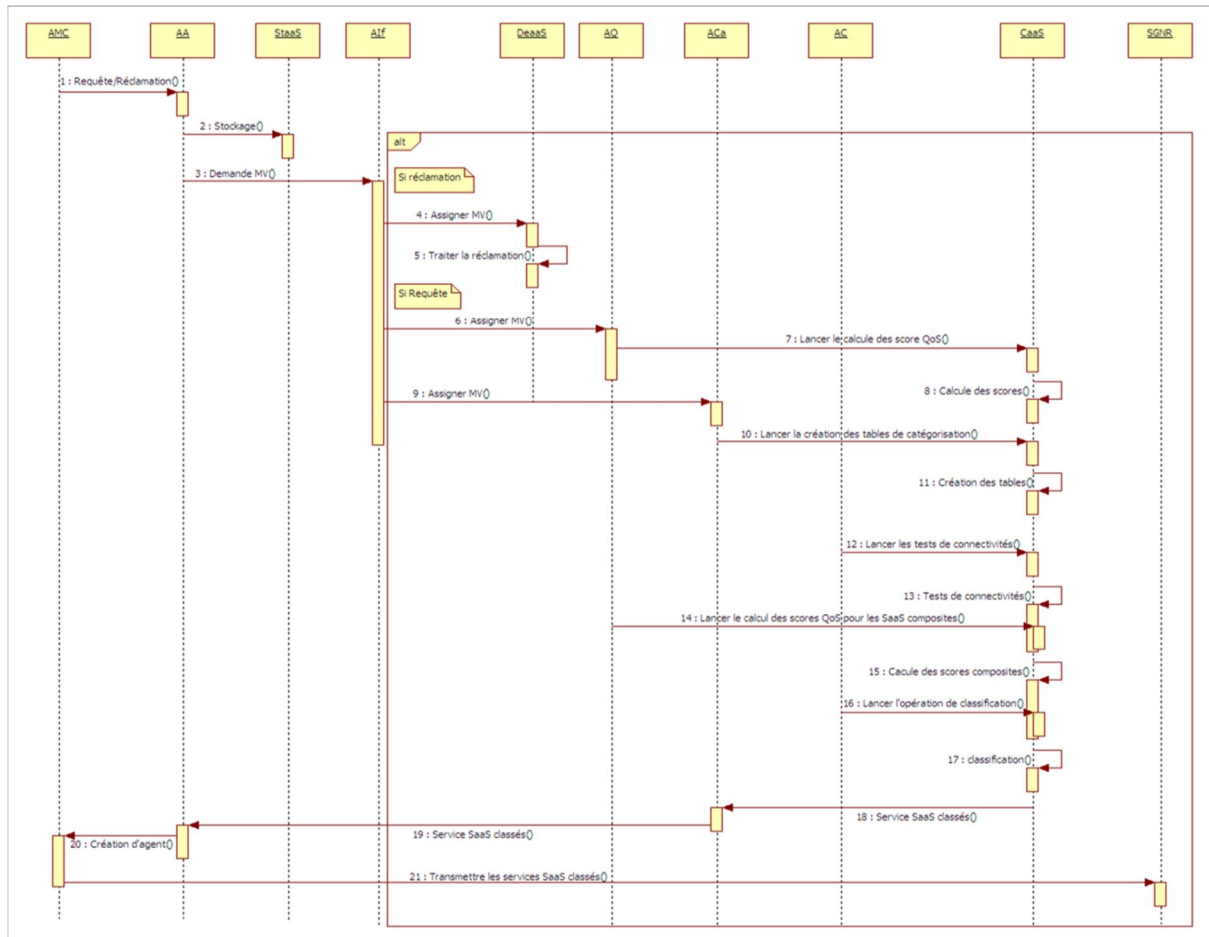 AMC
AA
StaaS
AIf
DeaaS
AQ
ACa
AC
CaaS
SGNR
1 : Requête/Réclamation()
2 : Stockage()
alt
3 : Demande MV()
Si réclamation
4 : Assigner MV()
5 : Traiter la réclamation()
Si Requête
6 : Assigner MV()
7 : Lancer le calcule des score QoS()
8 : Calcule des scores()
9 : Assigner MV()
10 : Lancer la création des tables de catégorisation()
11 : Création des tables()
12 : Lancer les tests de connectivités()
13 : Tests de connectivités()
14 : Lancer le calcul des scores QoS pour les SaaS composites()
15 : Cacule des scores composites()
16 : Lancer l'opération de classification()
17 : classification()
18 : Service SaaS classés()
19 : Service SaaS classés()
20 : Création d'agent()
21 : Transmettre les services SaaS classés()